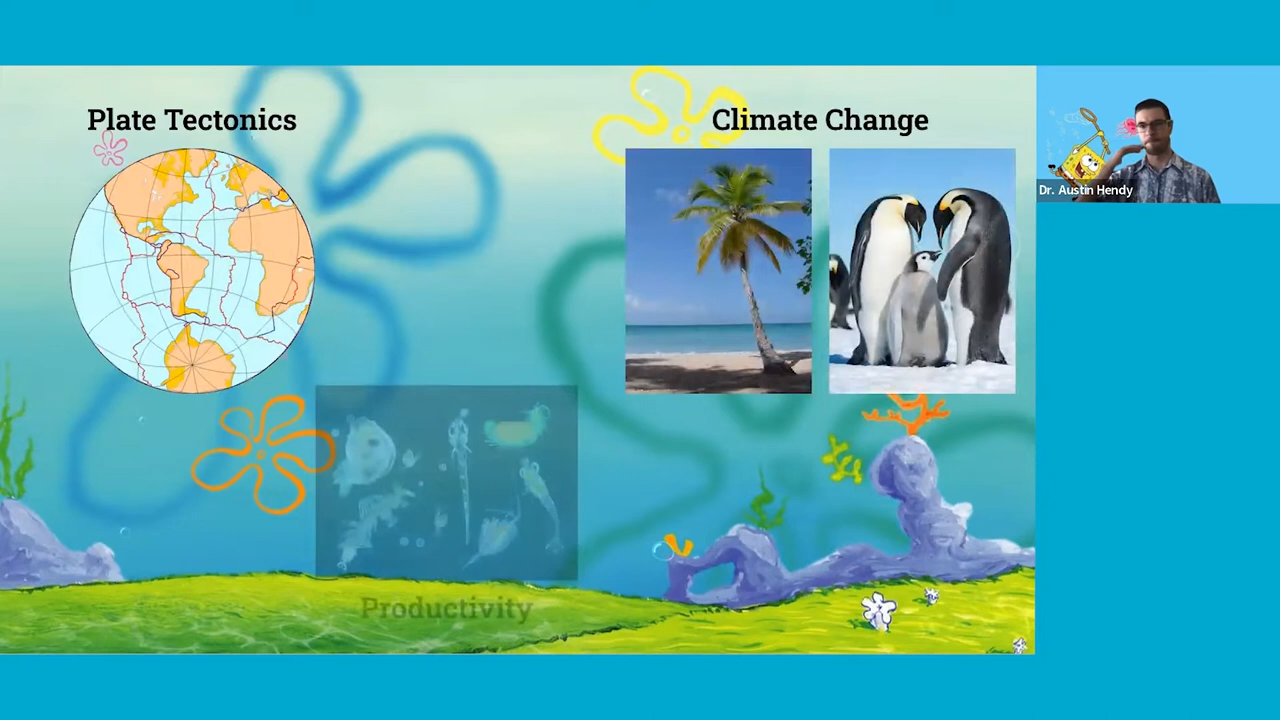 Plate Tectonics
Climate Change
Dr. Austin Hendy
Productivity